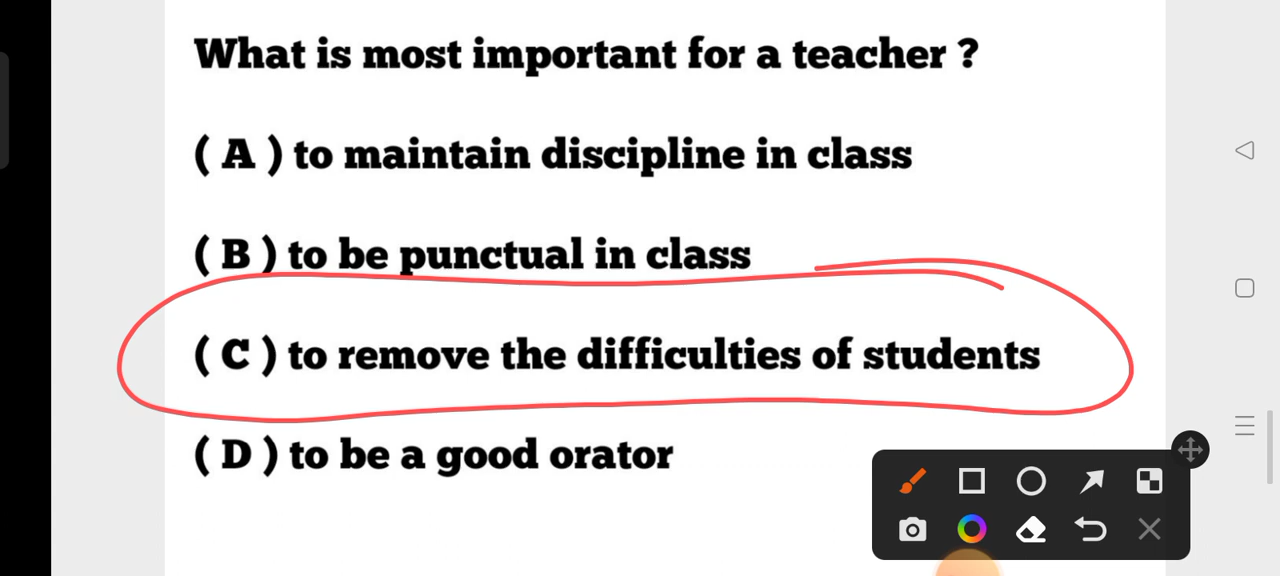 What is most important for a teacher ?
( A ) to maintain discipline in class
( B ) to be punctual in class
( C ) to remove the difficulties of students
( D ) to be a good orator